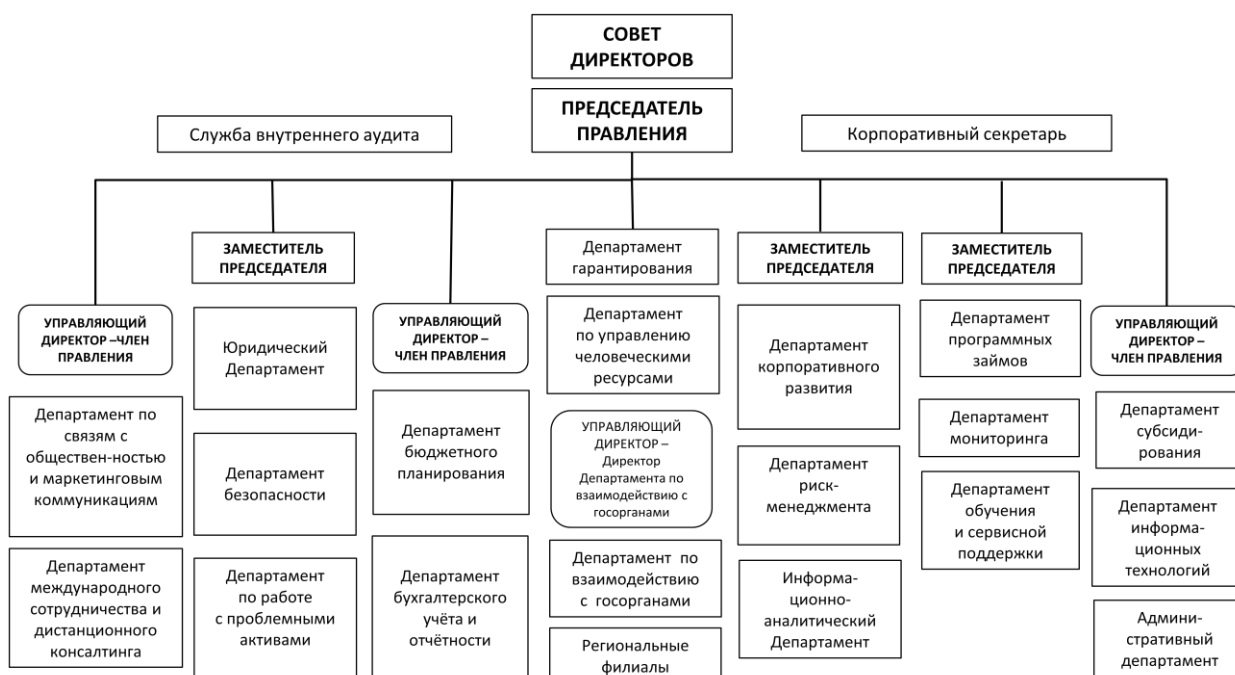 СОВЕТ
ДИРЕКТОРОВ
ПРЕДСЕДАТЕЛЬ
ПРАВЛЕНИЯ
Служба внутреннего аудита
Корпоративный секретарь
УПРАВЛЯЮЩИЙ
ДИРЕКТОР –ЧЛЕН
ПРАВЛЕНИЯ
Департамент по
связям с
обществен-ностью
и маркетинговым
коммуникациям
Департамент
международного
сотрудничества и
дистанционного
консалтинга
ЗАМЕСТИТЕЛЬ
ПРЕДСЕДАТЕЛЯ
Юридический
Департамент
Департамент
безопасности
Департамент
по работе
с проблемными
активами
УПРАВЛЯЮЩИЙ
ДИРЕКТОР –
ЧЛЕН ПРАВЛЕНИЯ
Департамент
бюджетного
планирования
Департамент
бухгалтерского
учёта и
отчётности
Департамент
гарантирования
Департамент
по управлению
человеческими
ресурсами
УПРАВЛЯЮЩИЙ
ДИРЕКТОР –
Директор
Департамента по
взаимодействию с
госорганами
Департамент по
взаимодействию
с госорганами
Региональные
филиалы
ЗАМЕСТИТЕЛЬ
ПРЕДСЕДАТЕЛЯ
Департамент
корпоративного
развития
Департамент
риск-
менеджмента
Информа-
ционно-
аналитический
Департамент
ЗАМЕСТИТЕЛЬ
ПРЕДСЕДАТЕЛЯ
Департамент
программных
займов
Департамент
мониторинга
Департамент
обучения
и сервисной
поддержки
УПРАВЛЯЮЩИЙ
ДИРЕКТОР –
ЧЛЕН ПРАВЛЕНИЯ
Департамент
субсиди-
рования
Департамент
информа-
ционных
технологий
Админи-
стративный
департамент